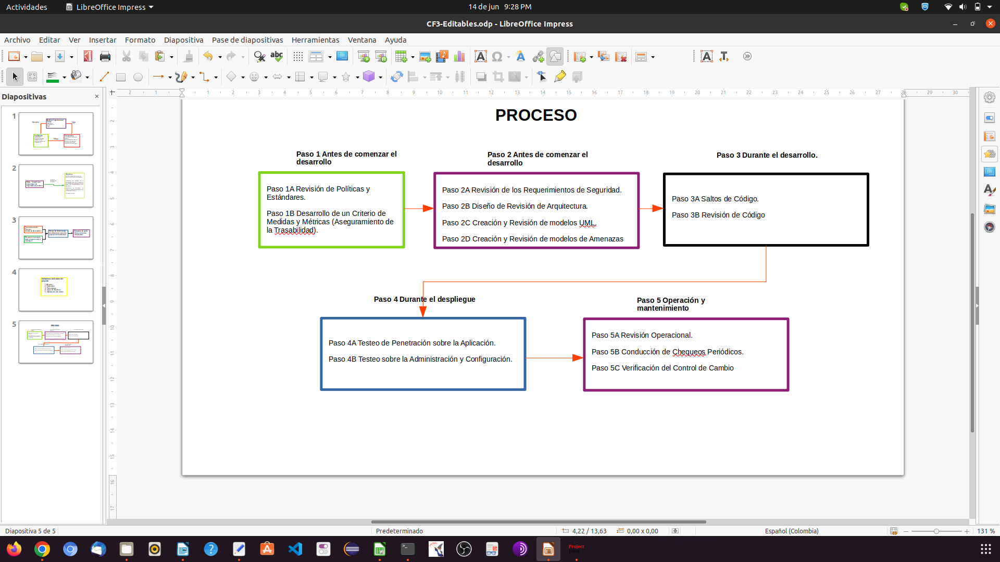 Actividades
LibreOffice Impress
14 de jun 9:28 PM
CF3-Editables.odp - LibreOffice Impress
Archivo Editar Ver Insertar Formato Diapositiva Pase de diapositivas Herramientas Ventana Ayuda
Diapositivas
PROCESO
Paso 1 Antes de comenzar el
desarrollo
Paso 1A Revisión de Políticas y
Estándares.
Paso 1B Desarrollo de un Criterio de
Medidas y Métricas (Aseguramiento de
la Trasabilidad).
Paso 2 Antes de comenzar el
desarrollo
Paso 2A Revisión de los Requerimientos de Seguridad.
Paso 2B Diseño de Revisión de Arquitectura.
Paso 2C Creación y Revisión de modelos UML.
Paso 2D Creación y Revisión de modelos de Amenazas
Paso 3 Durante el desarrollo.
Paso 3A Saltos de Código.
Paso 3B Revisión de Código
Paso 4 Durante el despliegue
Paso 4A Testeo de Penetración sobre la Aplicación.
Paso 4B Testeo sobre la Administración y Configuración.
Paso 5 Operación y
mantenimiento
Paso 5A Revisión Operacional.
Paso 5B Conducción de Chequeos Periódicos.
Paso 5C Verificación del Control de Cambio
1
2
3
4
5
PROCESO
Diapositiva 5 de 5
Predeterminado
4,22 / 13,63
0,00 x 0,00
Español (Colombia)
131 %
Project